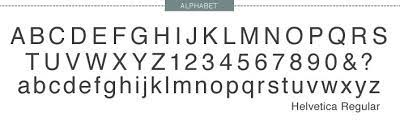 ALPHABET
ABCDEFGHIJKLMNOPQRS
TUVWXYZ1234567890&?
abcdefghijklmnopqrstuvwxyz
Helvetica Regular